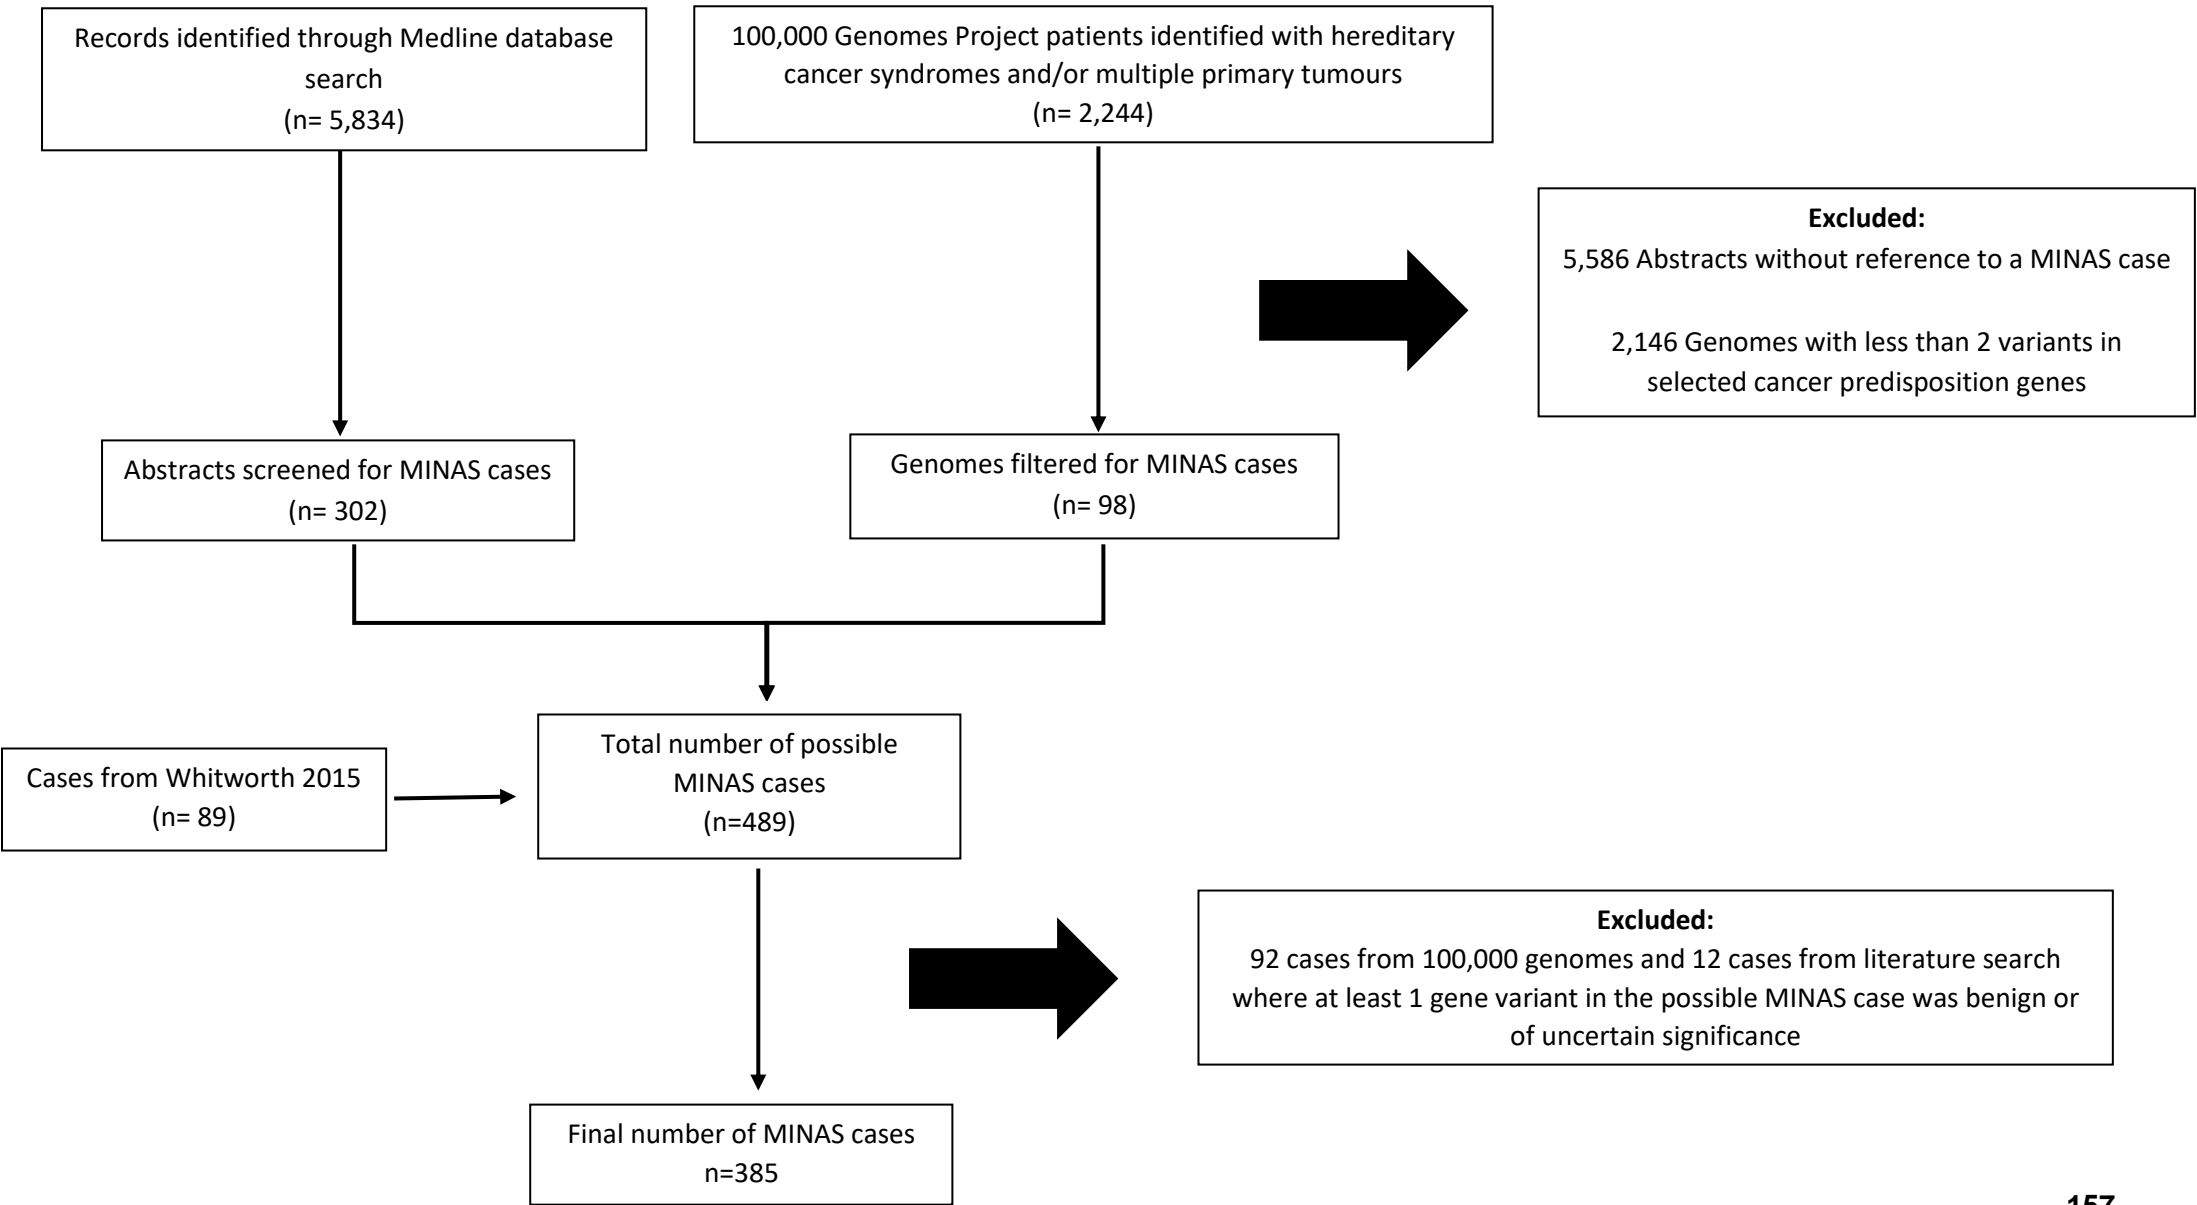 Records identified through Medline database
search
(n= 5,834)
100,000 Genomes Project patients identified with hereditary
cancer syndromes and/or multiple primary tumours
(n= 2,244)
Excluded:
5,586 Abstracts without reference to a MINAS case
2,146 Genomes with less than 2 variants in
selected cancer predisposition genes
Abstracts screened for MINAS cases
(n= 302)
Genomes filtered for MINAS cases
(n= 98)
Total number of possible
MINAS cases
(n=489)
Cases from Whitworth 2015
(n= 89)
Excluded:
92 cases from 100,000 genomes and 12 cases from literature search
where at least 1 gene variant in the possible MINAS case was benign or
of uncertain significance
Final number of MINAS cases
n=385
157